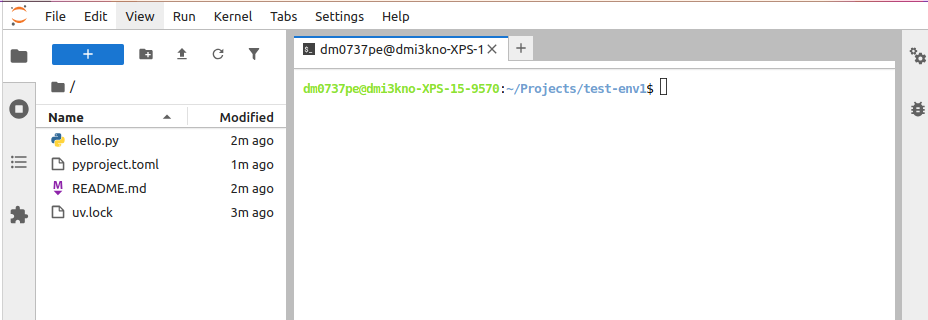 File Edit View Run Kernel Tabs Settings Help
+
/
Name Modified
hello.py 2m ago
pyproject.toml 1m ago
README.md 2m ago
uv.lock 3m ago
dm0737pe@dmi3kno-XPS-1
dm0737pe@dmi3kno-XPS-15-9570:~/Projects/test-env1$